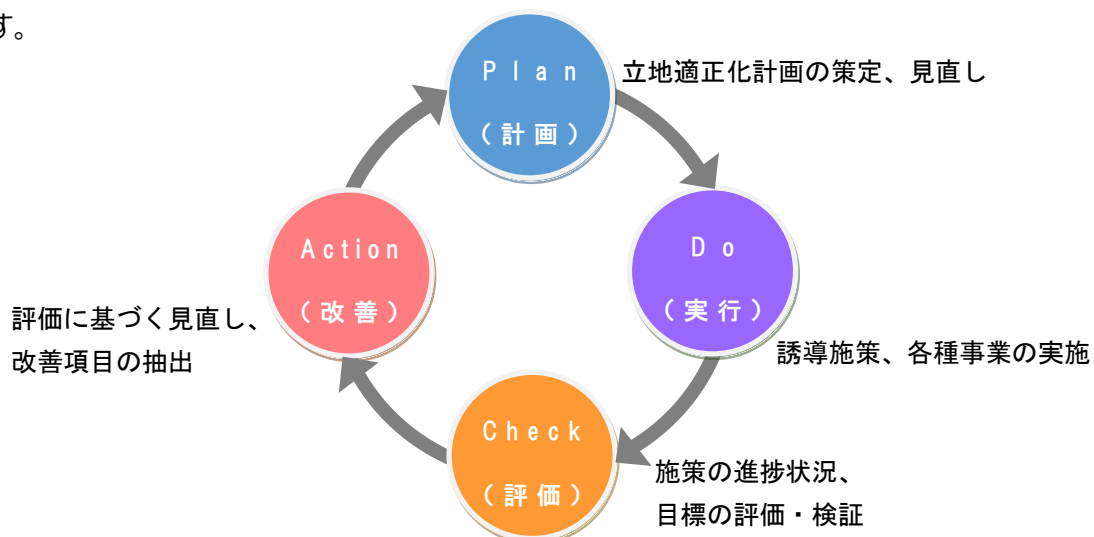 す。
Plan
(計画)
立地適正化計画の策定、見直し
Do
(実行)
誘導施策、各種事業の実施
Check
(評価)
施策の進捗状況、
目標の評価・検証
Action
(改善)
評価に基づく見直し、
改善項目の抽出